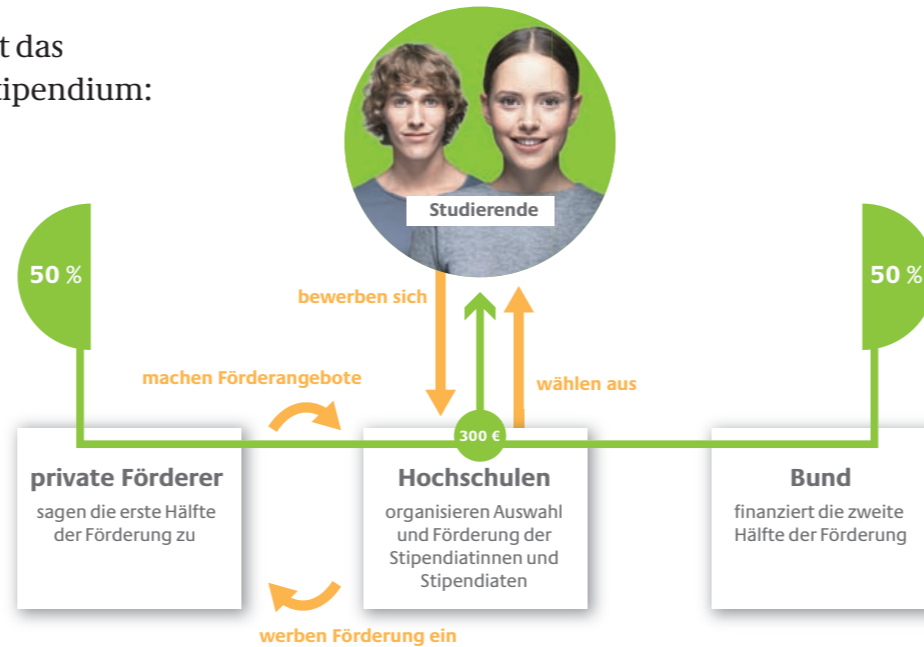 t das
tipendium:
Studierende
50 %
50 %
bewerben sich
machen Förderangebote
wählen aus
300 €
private Förderer
sagen die erste Hälfte
der Förderung zu
Hochschulen
organisieren Auswahl
und Förderung der
Stipendiatinnen und
Stipendiaten
Bund
finanziert die zweite
Hälfte der Förderung
werben Förderung ein